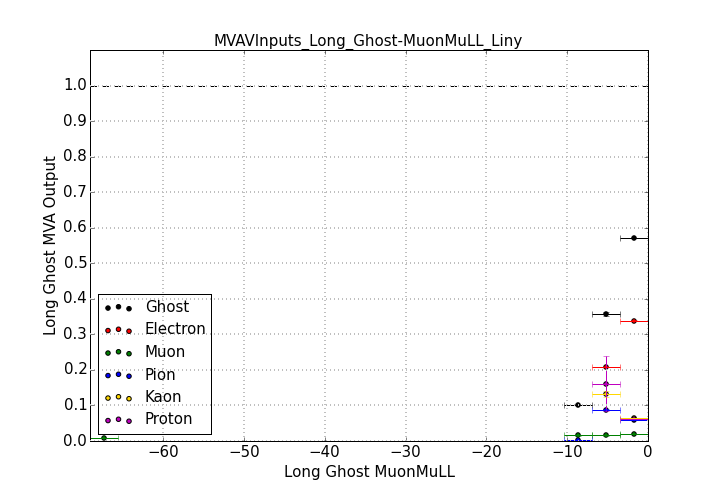 MVAVInputs_Long_Ghost-MuonMuLL_Liny
Long Ghost MVA Output
1.0
0.9
0.8
0.7
0.6
0.5
0.4
0.3
0.2
0.1
0.0
Ghost
Electron
Muon
Pion
Kaon
Proton
−60
−50
−40
−30
−20
−10
0
Long Ghost MuonMuLL